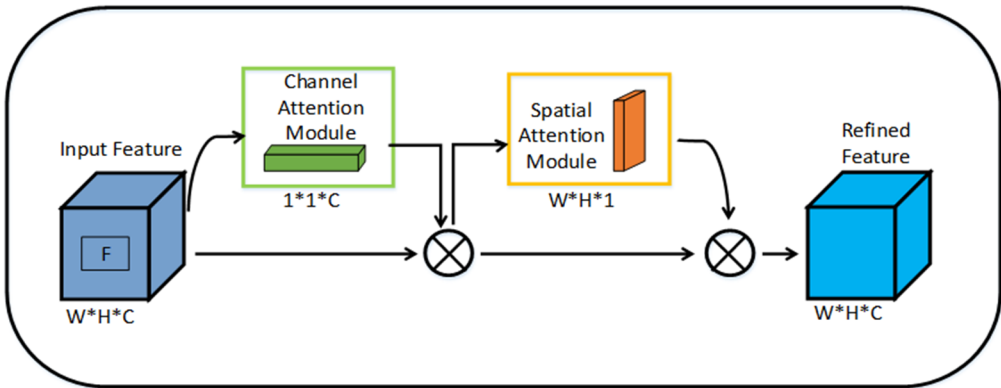 Input Feature
F
W*H*C
Channel
Attention
Module
1*1*C
Spatial
Attention
Module
W*H*1
Refined
Feature
W*H*C